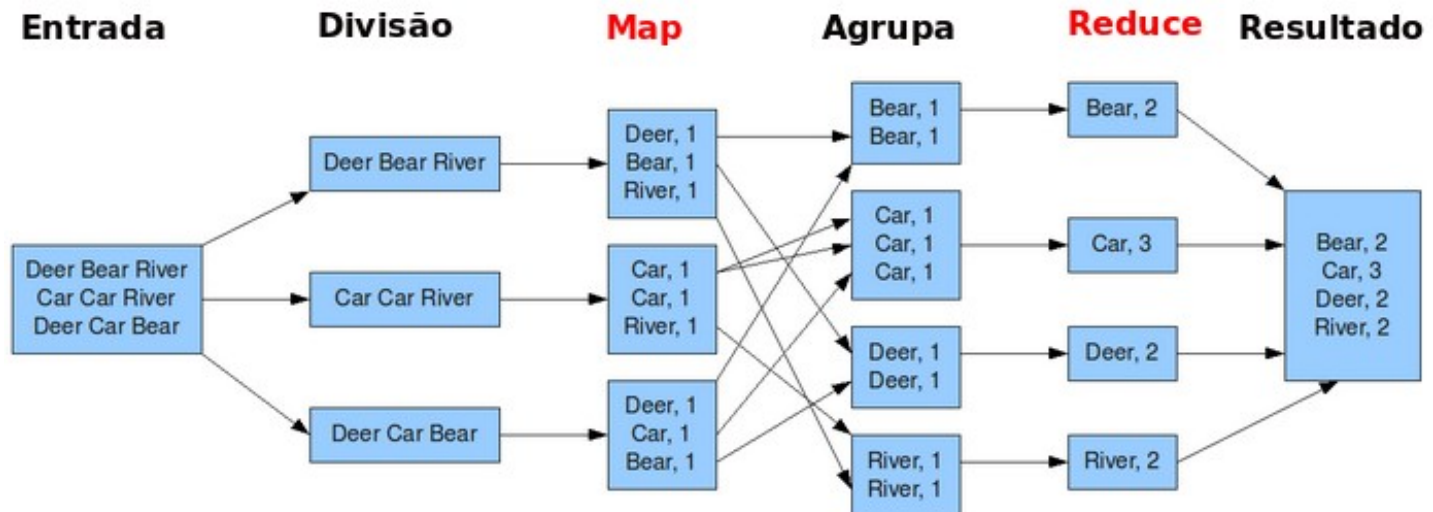 Entrada
Divisão
Map
Agrupa
Reduce
Resultado
Deer Bear River
Car Car River
Deer Car Bear
Deer Bear River
Car Car River
Deer Car Bear
Deer, 1
Bear, 1
River, 1
Car, 1
Car, 1
River, 1
Deer, 1
Car, 1
Bear, 1
Bear, 1
Bear, 1
Car, 1
Car, 1
Car, 1
Deer, 1
Deer, 1
River, 1
River, 1
Bear, 2
Car, 3
Deer, 2
River, 2
Bear, 2
Car, 3
Deer, 2
River, 2